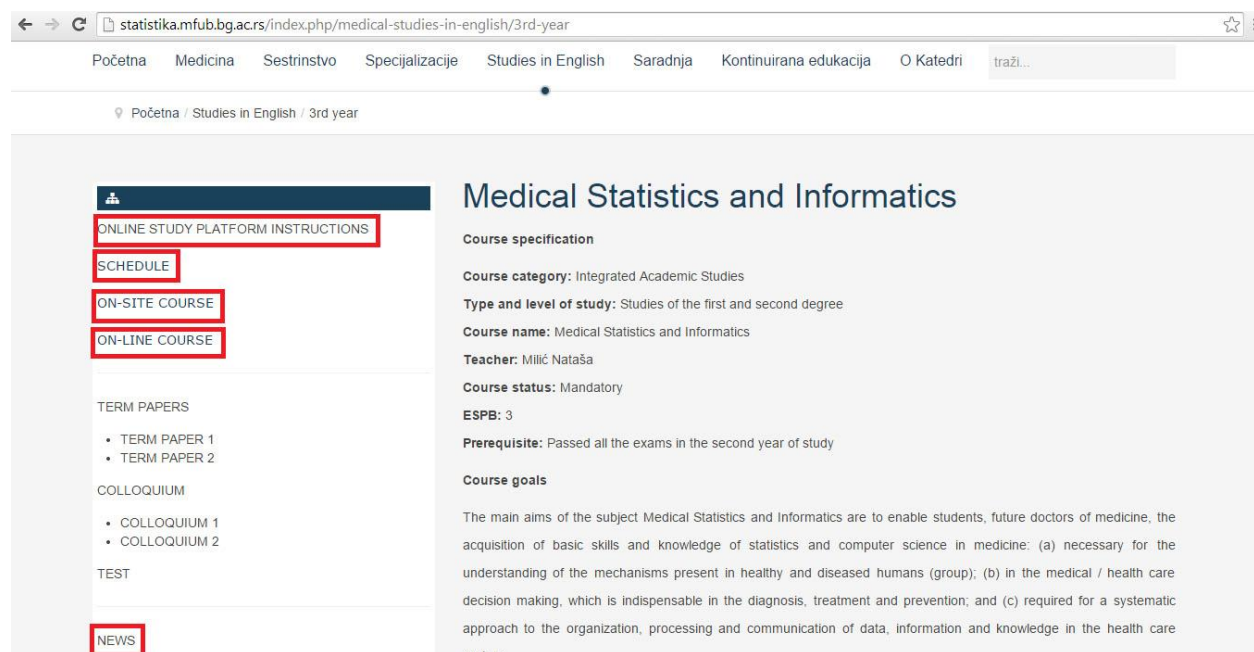 statistika.mfub.bg.ac.rs/index.php/medical-studies-in-english/3rd-year
Početna Medicina Sestrinstvo Specijalizacije Studies in English Saradnja Kontinuirana edukacija O Katedri traži...
Početna / Studies in English / 3rd year
ONLINE STUDY PLATFORM INSTRUCTIONS
SCHEDULE
ON-SITE COURSE
ON-LINE COURSE
TERM PAPERS
• TERM PAPER 1
• TERM PAPER 2
COLLOQUIUM
• COLLOQUIUM 1
• COLLOQUIUM 2
TEST
NEWS
Medical Statistics and Informatics
Course specification
Course category: Integrated Academic Studies
Type and level of study: Studies of the first and second degree
Course name: Medical Statistics and Informatics
Teacher: Milić Nataša
Course status: Mandatory
ESPB: 3
Prerequisite: Passed all the exams in the second year of study
Course goals
The main aims of the subject Medical Statistics and Informatics are to enable students, future doctors of medicine, the
acquisition of basic skills and knowledge of statistics and computer science in medicine: (a) necessary for the
understanding of the mechanisms present in healthy and diseased humans (group); (b) in the medical / health care
decision making, which is indispensable in the diagnosis, treatment and prevention; and (c) required for a systematic
approach to the organization, processing and communication of data, information and knowledge in the health care